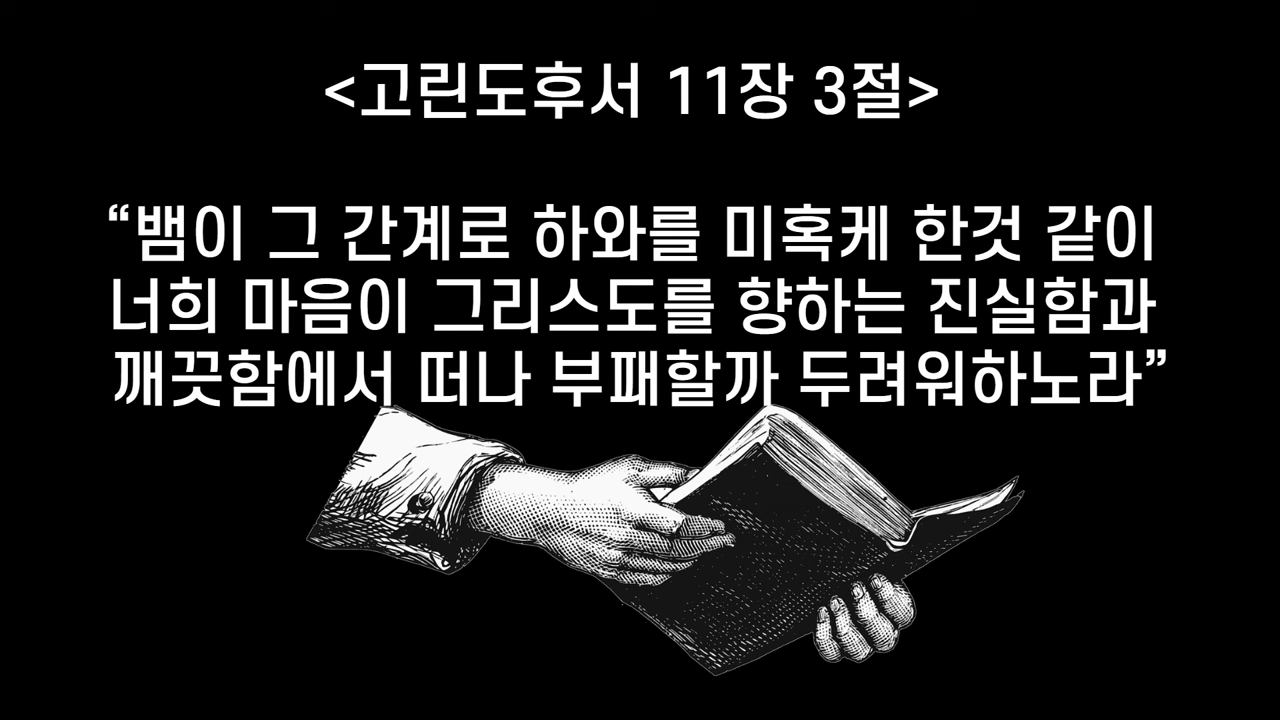 <고린도후서 11장 3절>
“뱀이 그 간계로 하와를 미혹케 한것 같이
너희 마음이 그리스도를 향하는 진실함과
깨끗함에서 떠나 부패할까 두려워하노라”